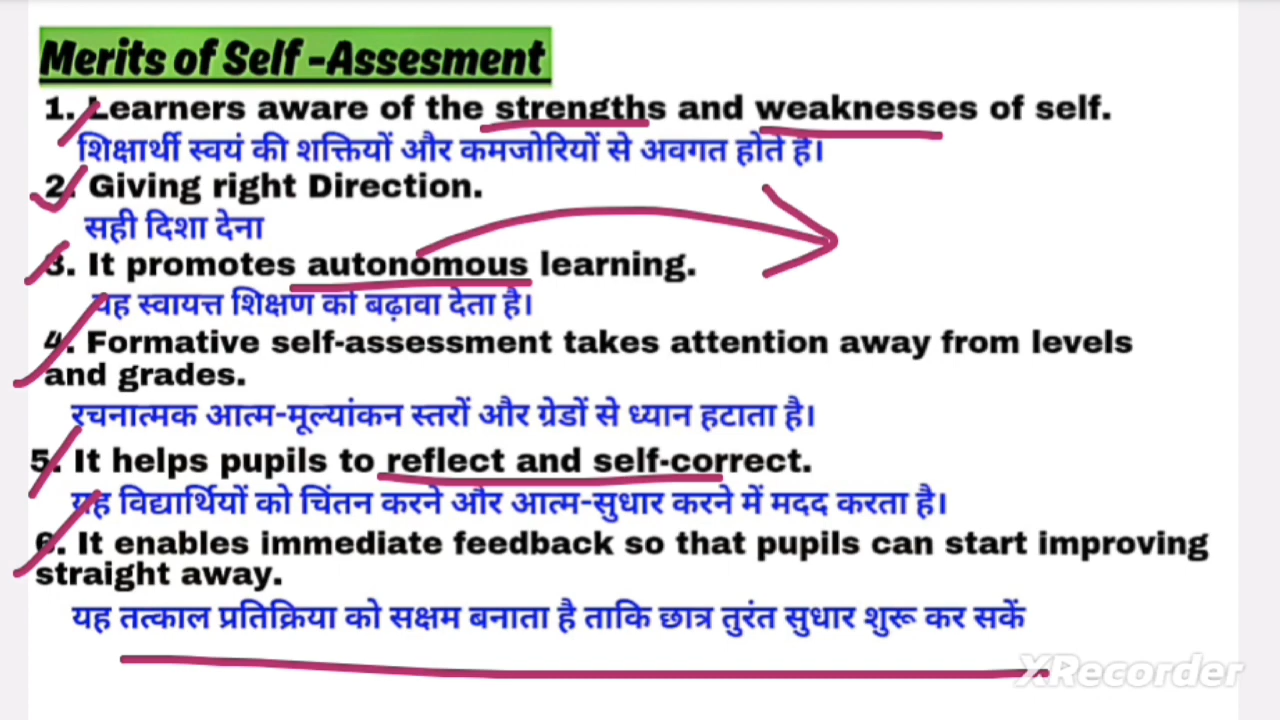 Merits of Self -Assesment
1. Learners aware of the strengths and weaknesses of self.
शिक्षार्थी स्वयं की शक्तियों और कमजोरियों से अवगत होते हैं।
2. Giving right Direction.
सही दिशा देना
3. It promotes autonomous learning.
यह स्वायत्त शिक्षण को बढ़ावा देता है।
4. Formative self-assessment takes attention away from levels
and grades.
रचनात्मक आत्म-मूल्यांकन स्तरों और ग्रेडों से ध्यान हटाता है।
5. It helps pupils to reflect and self-correct.
यह विद्यार्थियों को चिंतन करने और आत्म-सुधार करने में मदद करता है।
6. It enables immediate feedback so that pupils can start improving
straight away.
यह तत्काल प्रतिक्रिया को सक्षम बनाता है ताकि छात्र तुरंत सुधार शुरू कर सकें
XRecorder